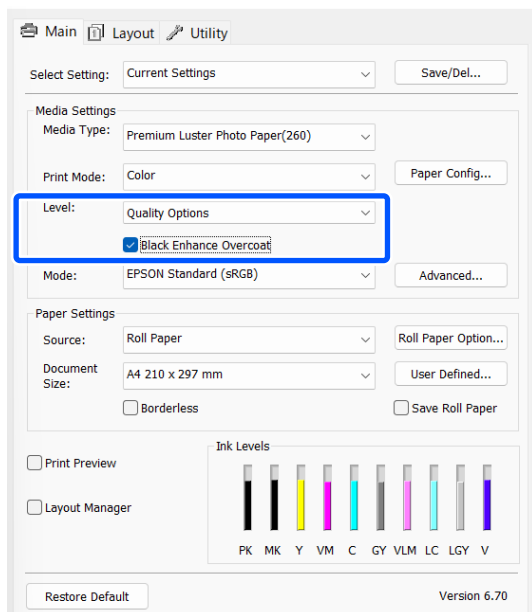 Main Layout Utility
Select Setting: Current Settings Save/Del...
Media Settings
Media Type: Premium Luster Photo Paper(260)
Print Mode: Color Paper Config...
Level: Quality Options
Black Enhance Overcoat
Mode: EPSON Standard (sRGB) Advanced...
Paper Settings
Source: Roll Paper Roll Paper Option...
Document
Size: A4 210 x 297 mm User Defined...
Borderless Save Roll Paper
Ink Levels
Print Preview
Layout Manager
PK MK Y VM C GY VLM LC LGY V
Restore Default Version 6.70